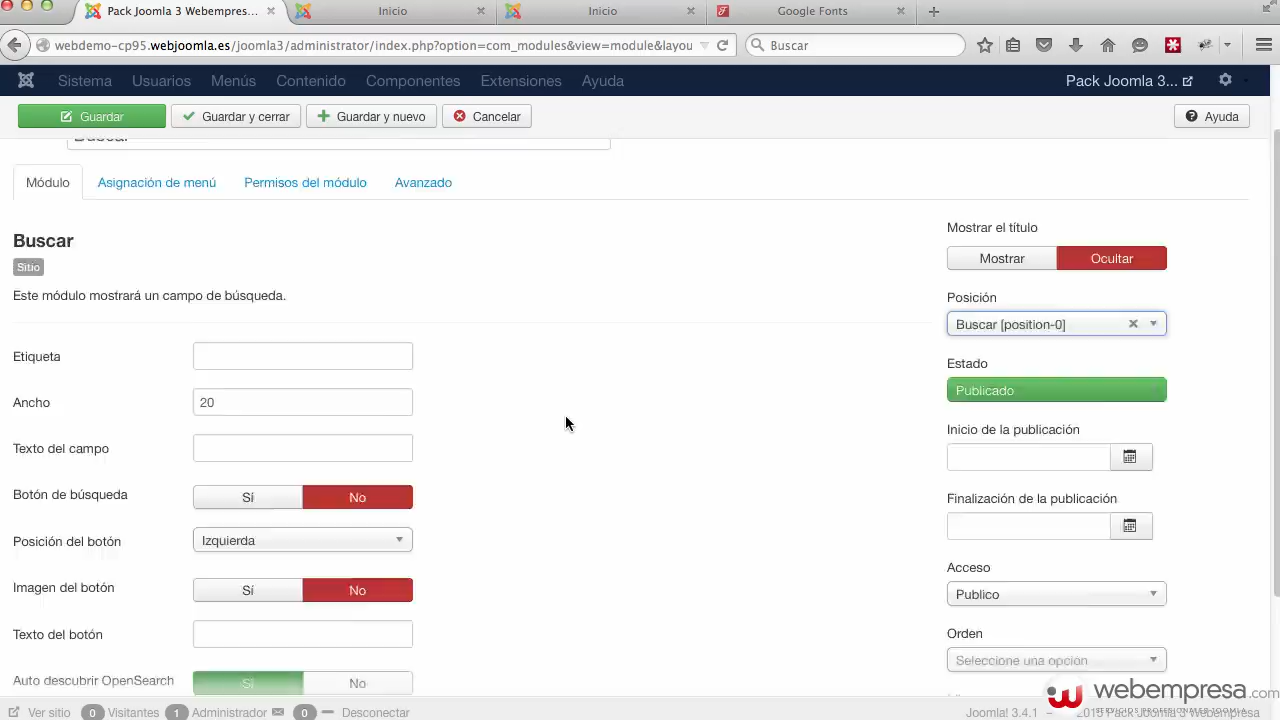 Pack Joomla 3 Webempres...
Inicio
Inicio
Google Fonts
webdemo-cp95.webjoomla.es/joomla3/administrator/index.php?option=com_modules&view=module&layou
Buscar
Sistema Usuarios Menús Contenido Componentes Extensiones Ayuda
Pack Joomla 3...
Guardar
Guardar y cerrar
Guardar y nuevo
Cancelar
Ayuda
Buscar
Módulo
Asignación de menú
Permisos del módulo
Avanzado
Buscar
Sitio
Este módulo mostrará un campo de búsqueda.
Etiqueta
Ancho 20
Texto del campo
Botón de búsqueda Sí No
Posición del botón Izquierda
Imagen del botón Sí No
Texto del botón
Auto descubrir OpenSearch Sí No
Mostrar el título
Mostrar Ocultar
Posición
Buscar [position-0]
Estado
Publicado
Inicio de la publicación
Finalización de la publicación
Acceso
Publico
Orden
Seleccione una opción
webempresa.com
Ver sitio 0 Visitantes 1 Administrador 0 Desconectar
Joomla! 3.4.1 — Pack Joomla 3 Webempresa